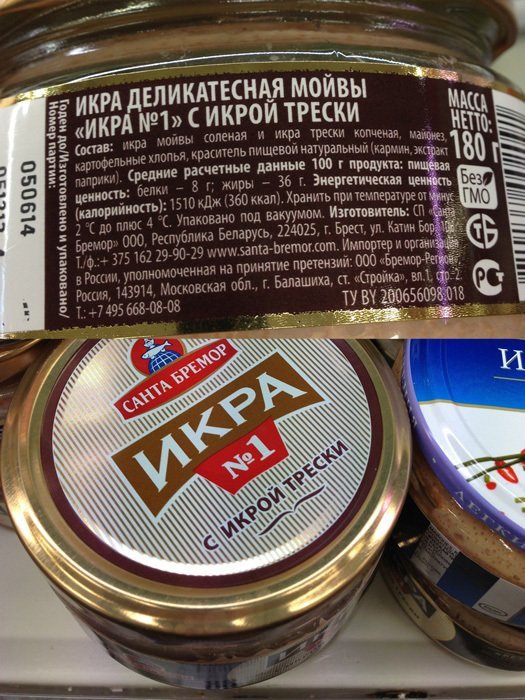 ИКРА ДЕЛИКАТЕСНАЯ МОЙВЫ
«ИКРА №1» С ИКРОЙ ТРЕСКИ
Состав: икра мойвы соленая и икра трески копченая, майонез,
картофельные хлопья, краситель пищевой натуральный (кармин, экстракт
паприки). Средние расчетные данные 100 г продукта: пищевая
ценность: белки – 8 г; жиры – 36 г. Энергетическая ценность
(калорийность): 1510 кДж (360 ккал). Хранить при температуре от минус
2 °С до плюс 4 °С. Упаковано под вакуумом. Изготовитель: СП «Санта
Бремор» ООО, Республика Беларусь, 224025, г. Брест, ул. Катин Бор,
Т./ф.:+ 375 162 29-90-29 www.santa-bremor.com. Импортер и организация
в России, уполномоченная на принятие претензий: ООО «Бремор-Регион»
Россия, 143914, Московская обл., г. Балашиха, ст. «Стройка», вл.1, стр.2.
Т.:+7 495 668-08-08
ТУ BY 200656098.018
МАССА
НЕТТО:
180 г
Без
ГМО
Годен до/Изготовлено и упаковано/
Номер партии:
050614
САНТА БРЕМОР
ИКРА
№1
С ИКРОЙ ТРЕСКИ
И